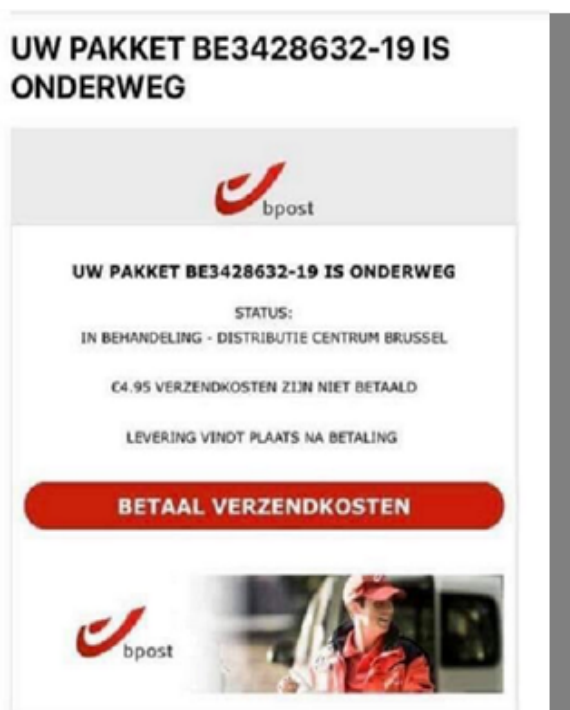 UW PAKKET BE3428632-19 IS
ONDERWEG
bpost
UW PAKKET BE3428632-19 IS ONDERWEG
STATUS:
IN BEHANDELING - DISTRIBUTIE CENTRUM BRUSSEL
€4.95 VERZENDKOSTEN ZIJN NIET BETAALD
LEVERING VINDT PLAATS NA BETALING
BETAAL VERZENDKOSTEN
bpost